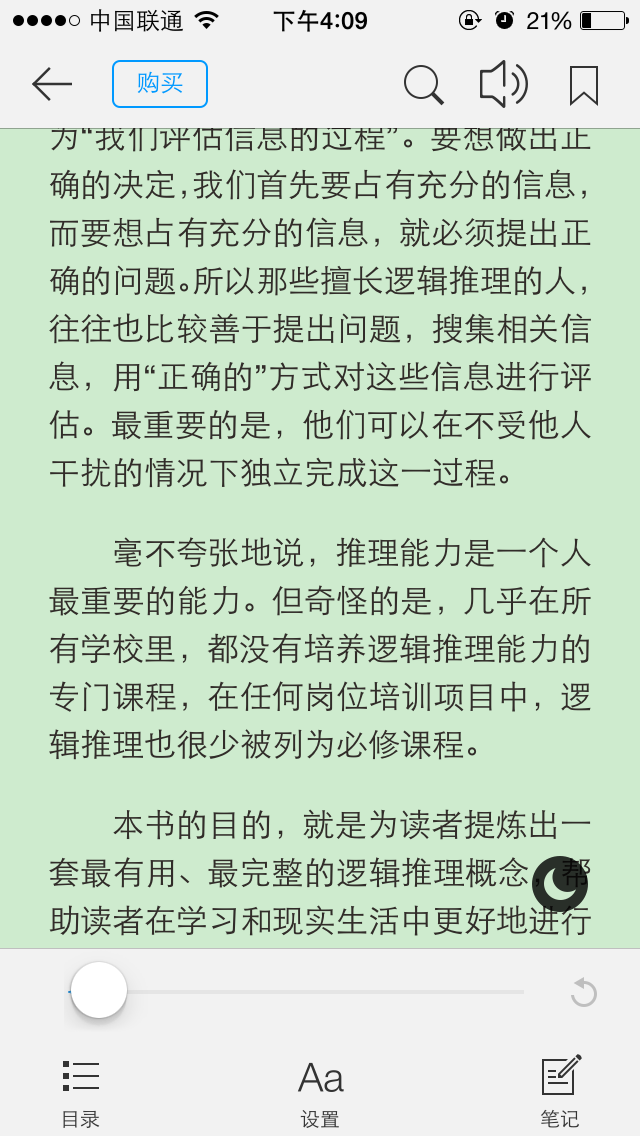 中国联通
下午4:09
21%
购买
为“我们评估信息的过程”。要想做出正
确的决定,我们首先要占有充分的信息,
而要想占有充分的信息，就必须提出正
确的问题。所以那些擅长逻辑推理的人,
往往也比较善于提出问题，搜集相关信
息，用“正确的”方式对这些信息进行评
估。最重要的是，他们可以在不受他人
干扰的情况下独立完成这一过程。
毫不夸张地说，推理能力是一个人
最重要的能力。但奇怪的是，几乎在所
有学校里，都没有培养逻辑推理能力的
专门课程，在任何岗位培训项目中，逻
辑推理也很少被列为必修课程。
本书的目的，就是为读者提炼出一
套最有用、最完整的逻辑推理概念，帮
助读者在学习和现实生活中更好地进行
目录
Aa
设置
笔记